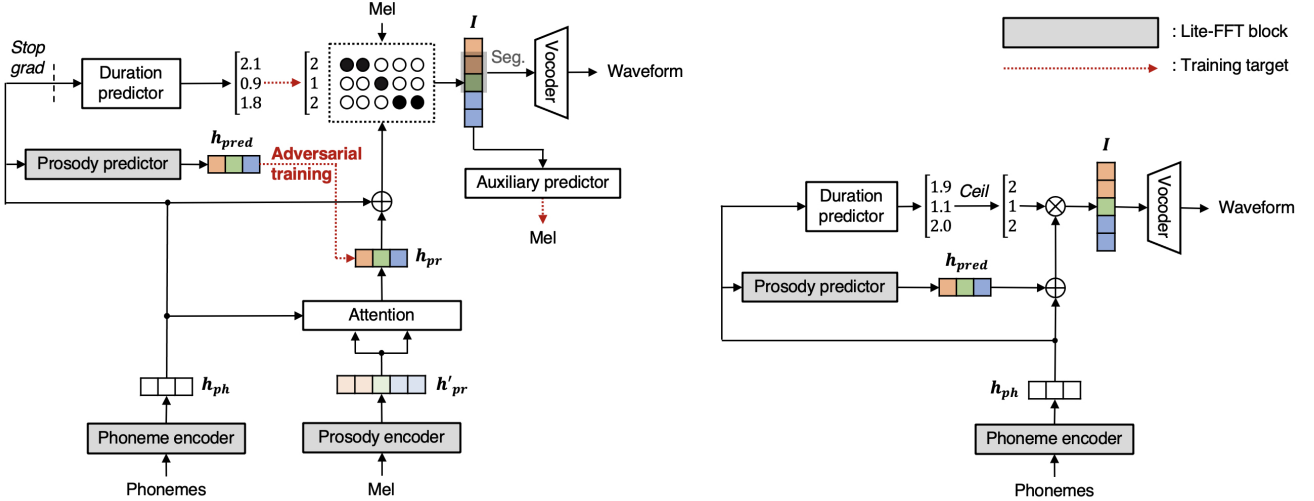 Mel
I
Stop
grad
Duration
predictor
2.1
0.9
1.8
2
1
2
Seg.
Vocoder
Waveform
h_pred
Prosody predictor
Adversarial
training
Auxiliary predictor
Mel
h_pr
Attention
h_ph
h'_pr
Phoneme encoder
Prosody encoder
Phonemes
Mel
: Lite-FFT block
: Training target
I
Duration
predictor
1.9
1.1
2.0
Ceil
2
1
2
Vocoder
Waveform
h_pred
Prosody predictor
h_ph
Phoneme encoder
Phonemes